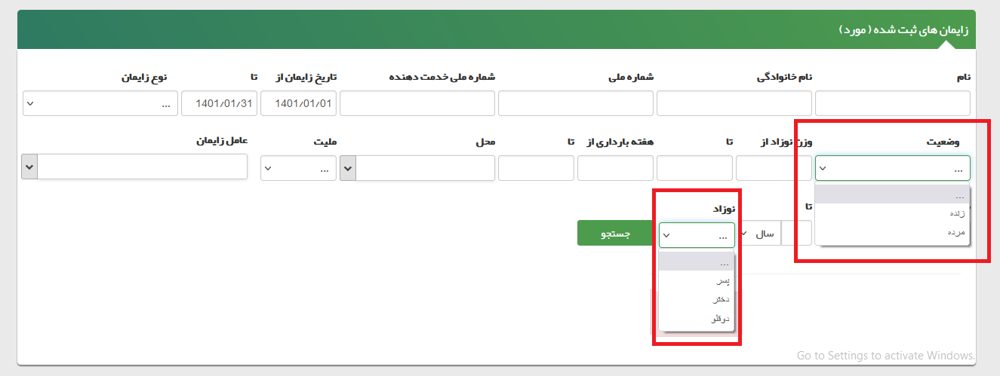 زایمان های ثبت شده ( مورد)
نام نام خانوادگی شماره ملی شماره ملی خدمت دهنده تاریخ زایمان از تا نوع زایمان
1401/01/01 1401/01/31 ...
وضعیت وزن نوزاد از تا هفته بارداری از تا محل ملیت عامل زایمان
... ...
...
زنده
مرده
تا نوزاد
سال ... جستجو
...
پسر
دختر
دوقلو
Go to Settings to activate Windows.